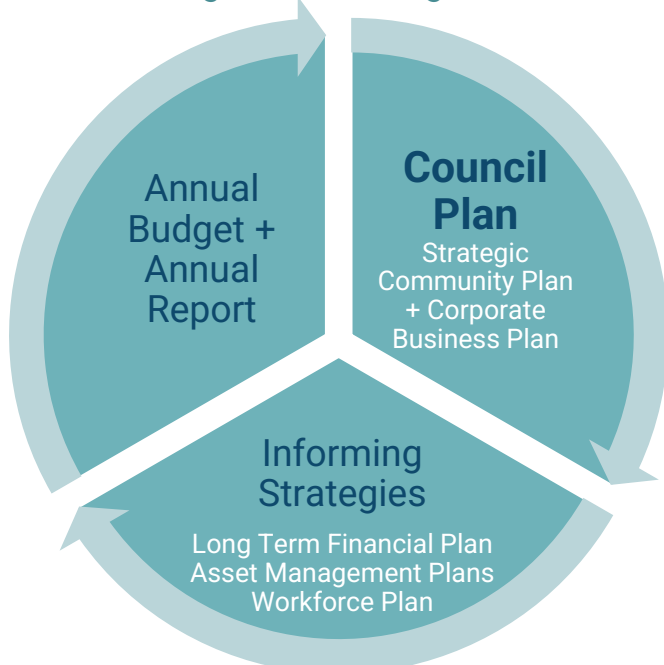 Annual
Budget +
Annual
Report
Council
Plan
Strategic
Community Plan
+ Corporate
Business Plan
Informing
Strategies
Long Term Financial Plan
Asset Management Plans
Workforce Plan